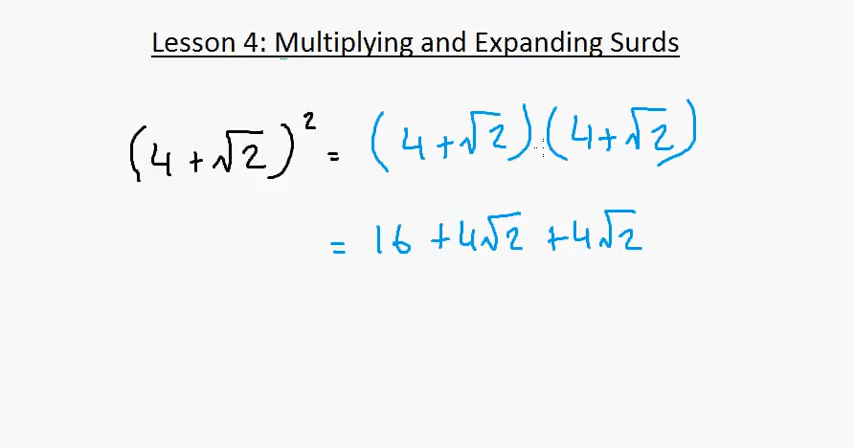 Lesson 4: Multiplying and Expanding Surds
(4 + √2)² = (4 + √2)(4 + √2)
= 16 + 4√2 + 4√2